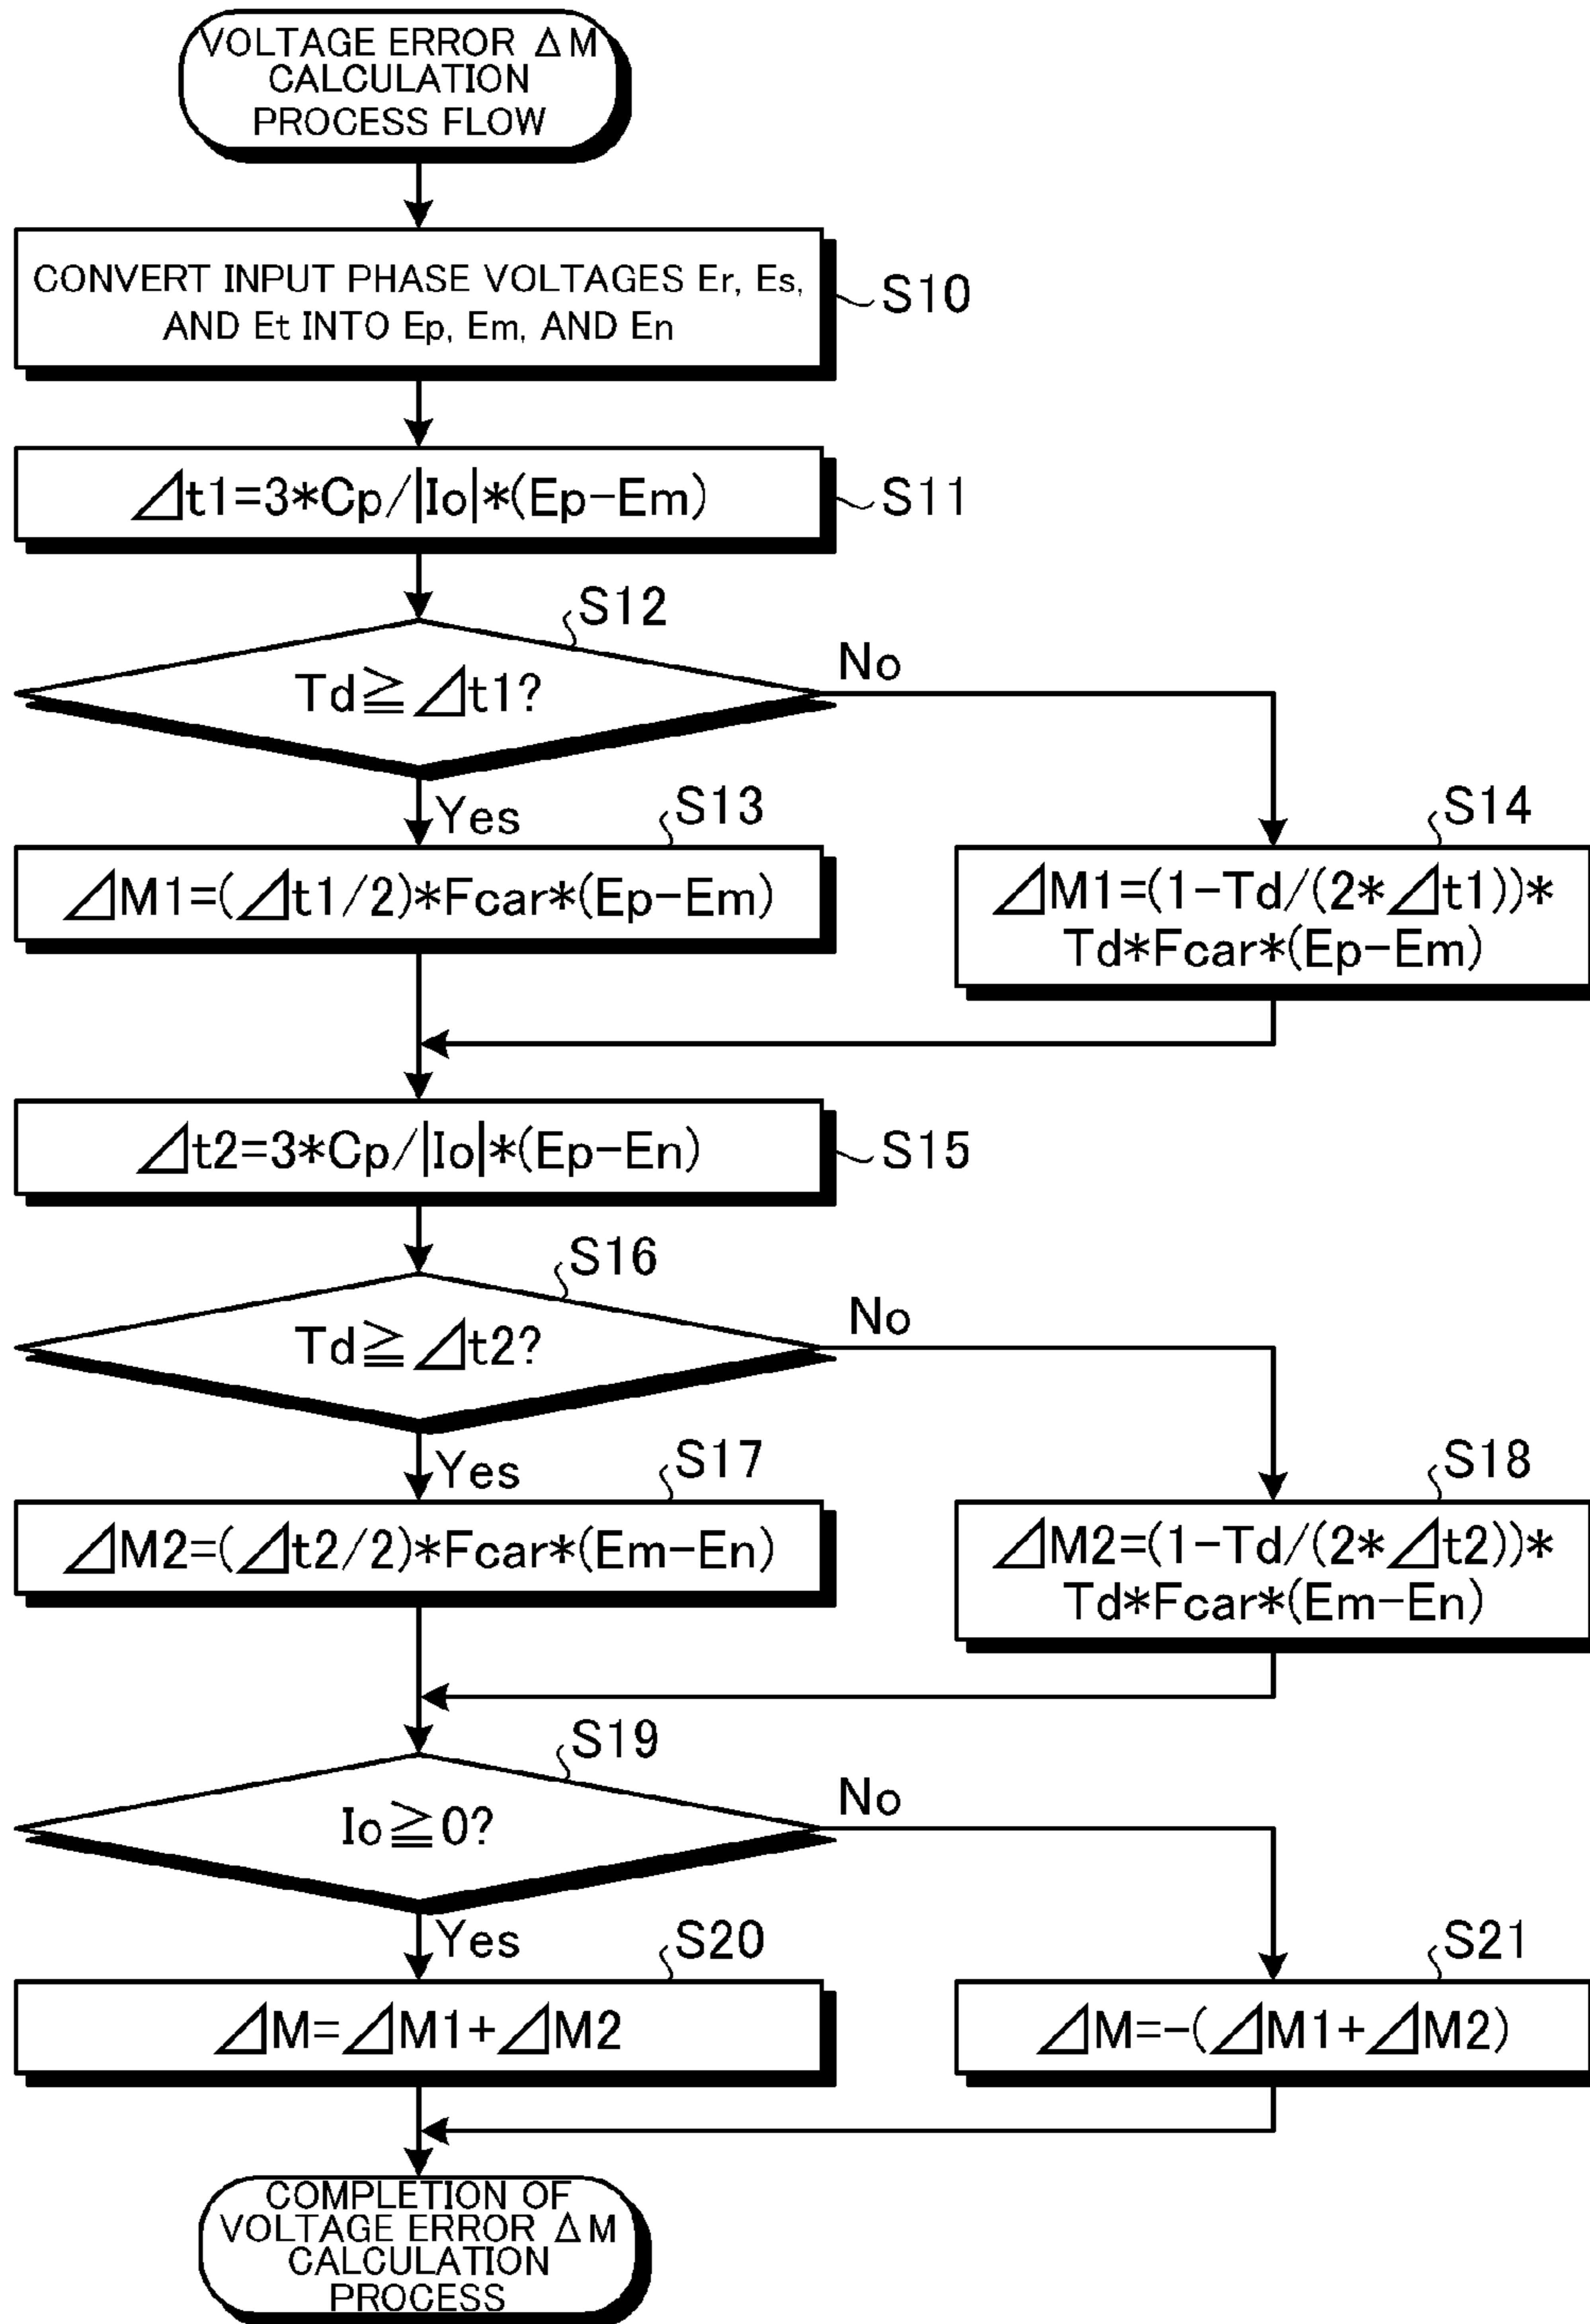 VOLTAGE ERROR ΔM
CALCULATION
PROCESS FLOW
CONVERT INPUT PHASE VOLTAGES Er, Es,
AND Et INTO Ep, Em, AND En
S10
⊿t1=3*Cp/|Io|*(Ep-Em)
S11
S12
Td≧⊿t1?
No
Yes
S13
⊿M1=(⊿t1/2)*Fcar*(Ep-Em)
S14
⊿M1=(1-Td/(2*⊿t1))*
Td*Fcar*(Ep-Em)
⊿t2=3*Cp/|Io|*(Ep-En)
S15
S16
Td≧⊿t2?
No
Yes
S17
⊿M2=(⊿t2/2)*Fcar*(Em-En)
S18
⊿M2=(1-Td/(2*⊿t2))*
Td*Fcar*(Em-En)
S19
Io≧0?
No
Yes
S20
⊿M=⊿M1+⊿M2
S21
⊿M=-(⊿M1+⊿M2)
COMPLETION OF
VOLTAGE ERROR ΔM
CALCULATION
PROCESS